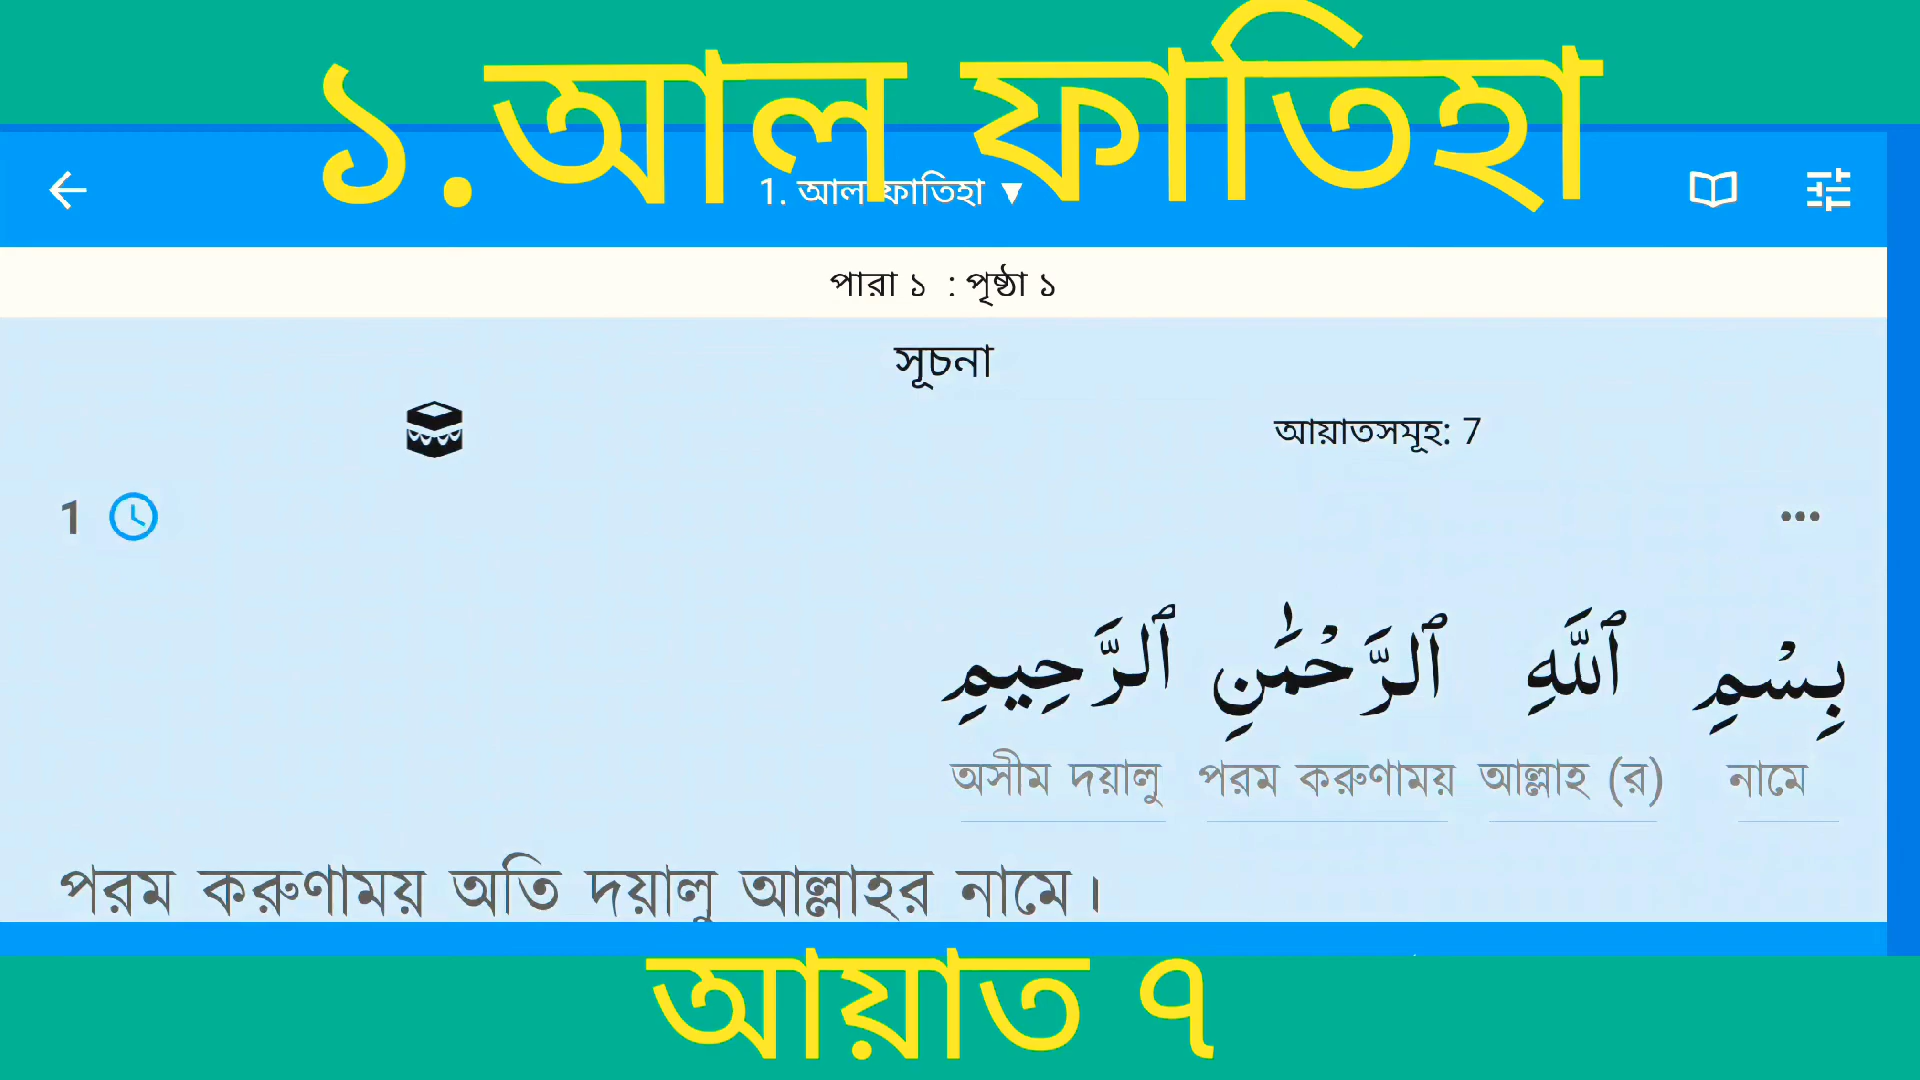 ১.আল ফাতিহা
1. আল ফাতিহা ▼
পারা ১ : পৃষ্ঠা ১
সূচনা
আয়াতসমূহ: 7
1
بِسْمِ ٱللَّهِ ٱلرَّحْمَٰنِ ٱلرَّحِيمِ
নামে আল্লাহ (র) পরম করুণাময় অসীম দয়ালু
পরম করুণাময় অতি দয়ালু আল্লাহর নামে।
আয়াত ৭